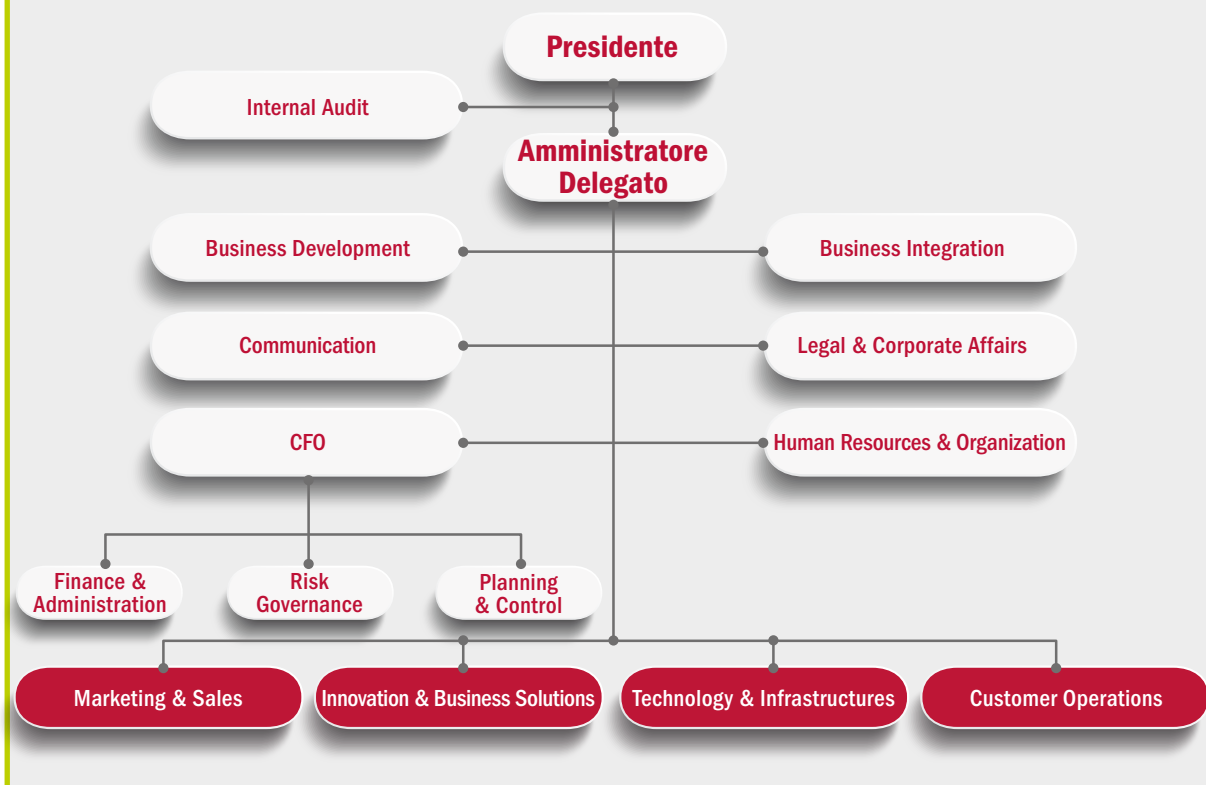 Presidente
Internal Audit
Amministratore
Delegato
Business Development
Business Integration
Communication
Legal & Corporate Affairs
CFO
Human Resources & Organization
Finance &
Administration
Risk
Governance
Planning
& Control
Marketing & Sales
Innovation & Business Solutions
Technology & Infrastructures
Customer Operations